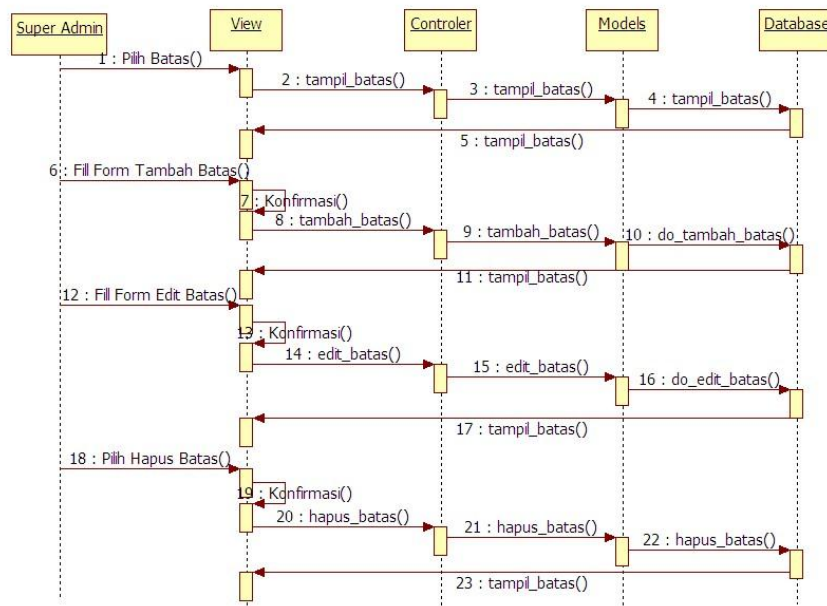 Super Admin
View
Controler
Models
Database
1 : Pilih Batas()
2 : tampil_batas()
3 : tampil_batas()
4 : tampil_batas()
5 : tampil_batas()
6 : Fill Form Tambah Batas()
7 : Konfirmasi()
8 : tambah_batas()
9 : tambah_batas()
10 : do_tambah_batas()
11 : tampil_batas()
12 : Fill Form Edit Batas()
13 : Konfirmasi()
14 : edit_batas()
15 : edit_batas()
16 : do_edit_batas()
17 : tampil_batas()
18 : Pilih Hapus Batas()
19 : Konfirmasi()
20 : hapus_batas()
21 : hapus_batas()
22 : hapus_batas()
23 : tampil_batas()